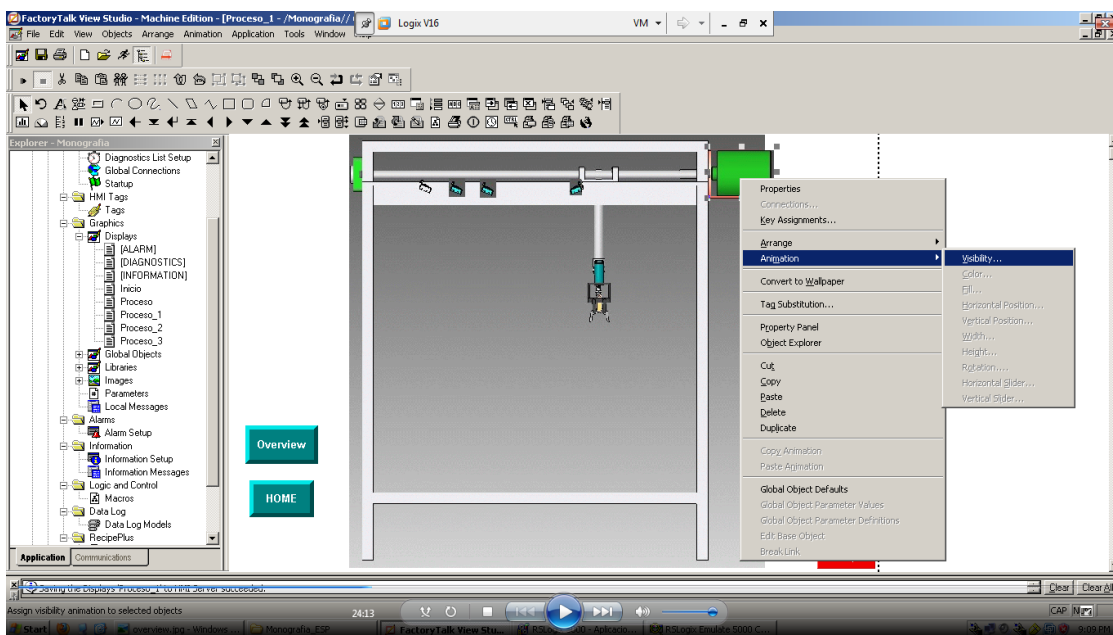 FactoryTalk View Studio - Machine Edition - [Proceso_1 - /Monografia//
Logix V16
VM
File Edit View Objects Arrange Animation Application Tools Window
Explorer - Monografia
Diagnostics List Setup
Global Connections
Startup
HMI Tags
Tags
Graphics
Displays
[ALARM]
[DIAGNOSTICS]
[INFORMATION]
Inicio
Proceso
Proceso_1
Proceso_2
Proceso_3
Global Objects
Libraries
Images
Parameters
Local Messages
Alarms
Alarm Setup
Information
Information Setup
Information Messages
Logic and Control
Macros
Data Log
Data Log Models
RecipePlus
Application
Communications
Overview
HOME
Properties
Connections...
Key Assignments...
Arrange
Animation
Convert to Wallpaper
Tag Substitution...
Property Panel
Object Explorer
Cut
Copy
Paste
Delete
Duplicate
Copy Animation
Paste Animation
Global Object Defaults
Global Object Parameter Values
Global Object Parameter Definitions
Edit Base Object
Break Link
Visibility...
Color...
Fill...
Horizontal Position...
Vertical Position...
Width...
Height...
Rotation....
Horizontal Slider...
Vertical Slider...
Saving the Displays 'Proceso_1' to HMI Server succeeded.
Clear
Clear All
Assign visibility animation to selected objects
24:13
CAP
Start
overview.jpg - Windows ...
Monografia_ESP
FactoryTalk View Stu...
RSLogix Emulate 5000 C...
9:09 PM